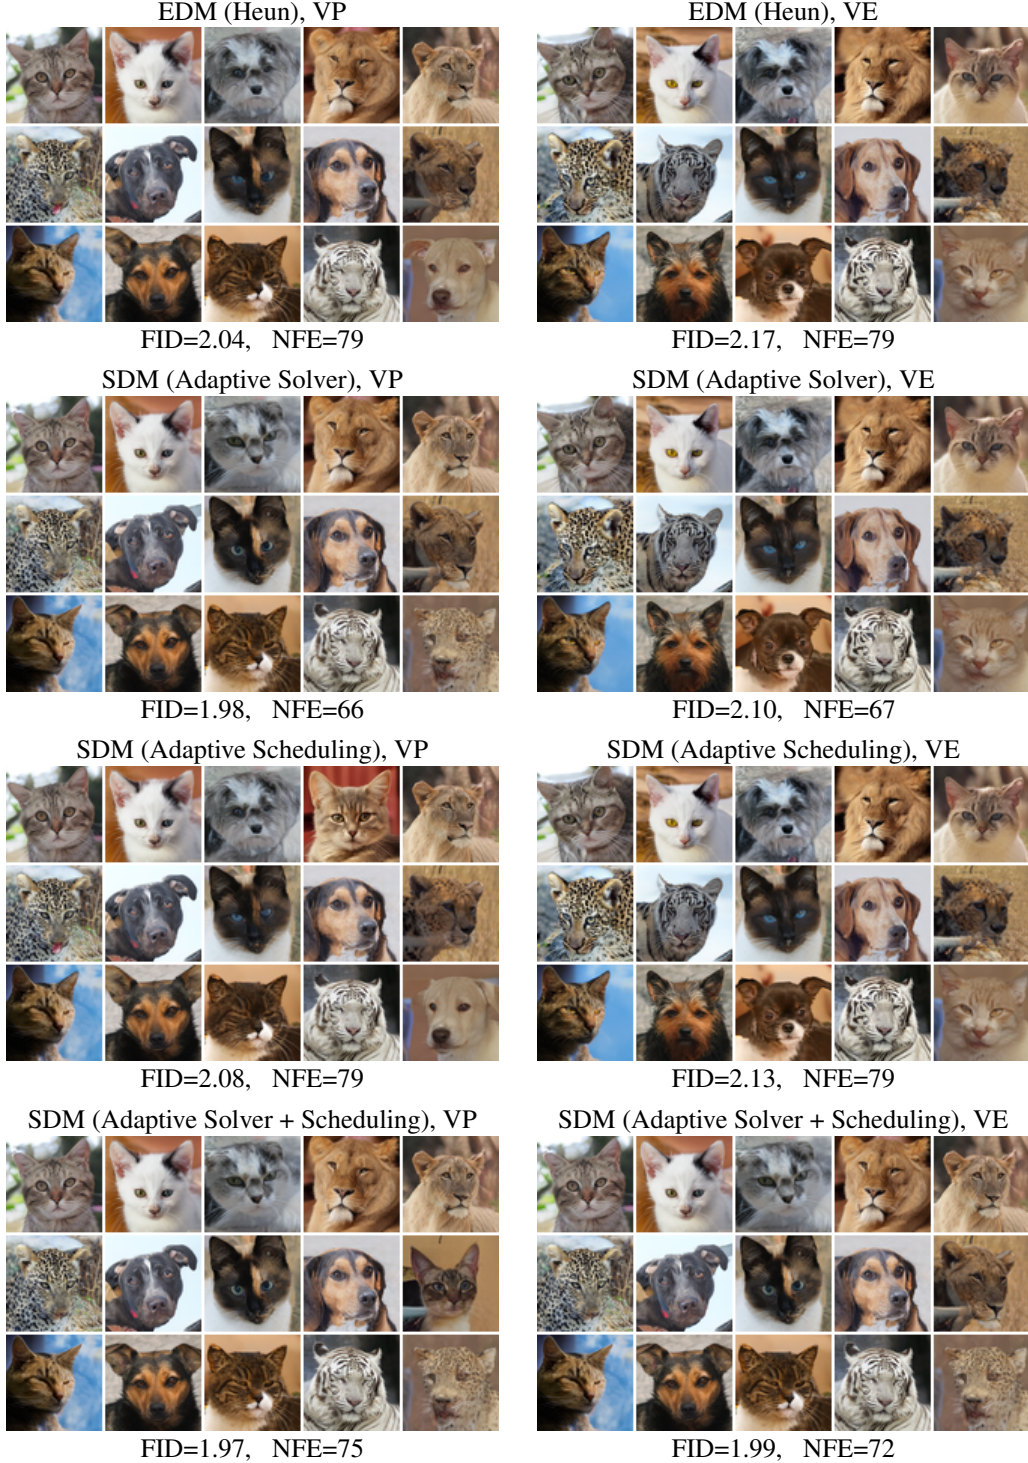 EDM (Heun), VP
EDM (Heun), VE
FID=2.04, NFE=79
FID=2.17, NFE=79
SDM (Adaptive Solver), VP
SDM (Adaptive Solver), VE
FID=1.98, NFE=66
FID=2.10, NFE=67
SDM (Adaptive Scheduling), VP
SDM (Adaptive Scheduling), VE
FID=2.08, NFE=79
FID=2.13, NFE=79
SDM (Adaptive Solver + Scheduling), VP
SDM (Adaptive Solver + Scheduling), VE
FID=1.97, NFE=75
FID=1.99, NFE=72